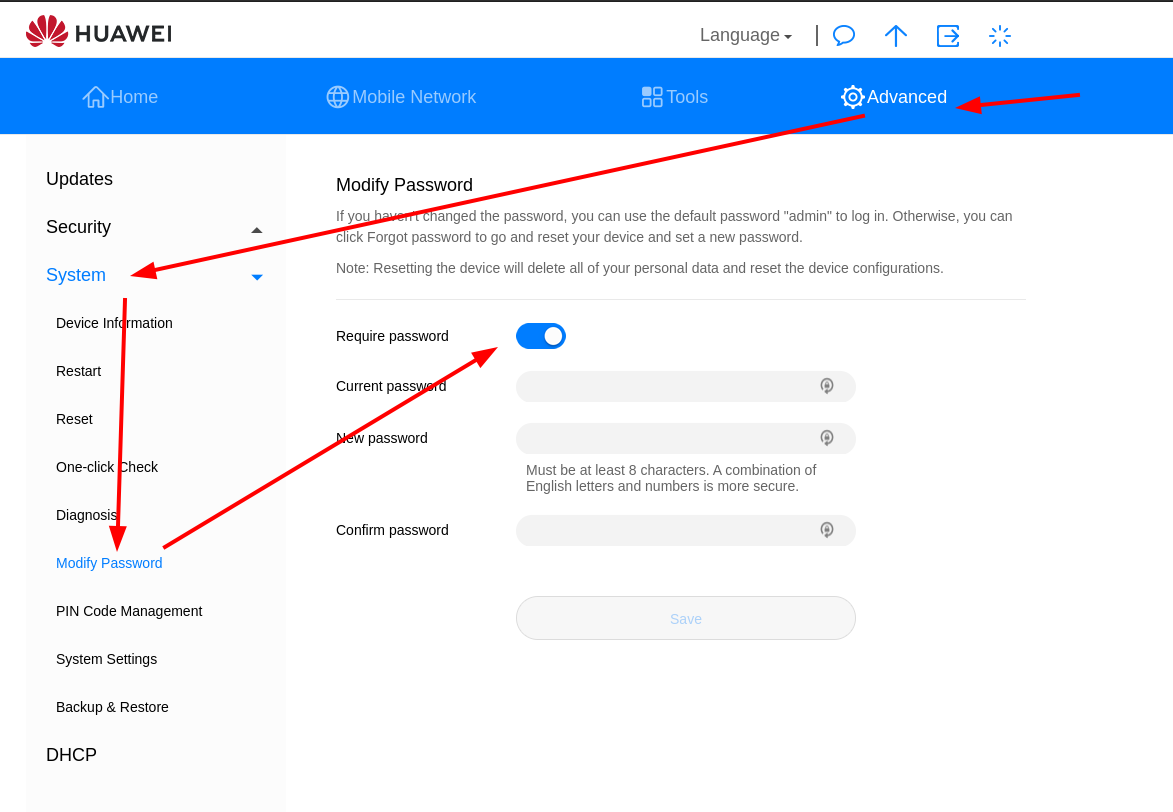 HUAWEI
Language
Home
Mobile Network
Tools
Advanced
Updates
Security
System
Device Information
Restart
Reset
One-click Check
Diagnosis
Modify Password
PIN Code Management
System Settings
Backup & Restore
DHCP
Modify Password
If you haven't changed the password, you can use the default password "admin" to log in. Otherwise, you can
click Forgot password to go and reset your device and set a new password.
Note: Resetting the device will delete all of your personal data and reset the device configurations.
Require password
Current password
New password
Must be at least 8 characters. A combination of
English letters and numbers is more secure.
Confirm password
Save